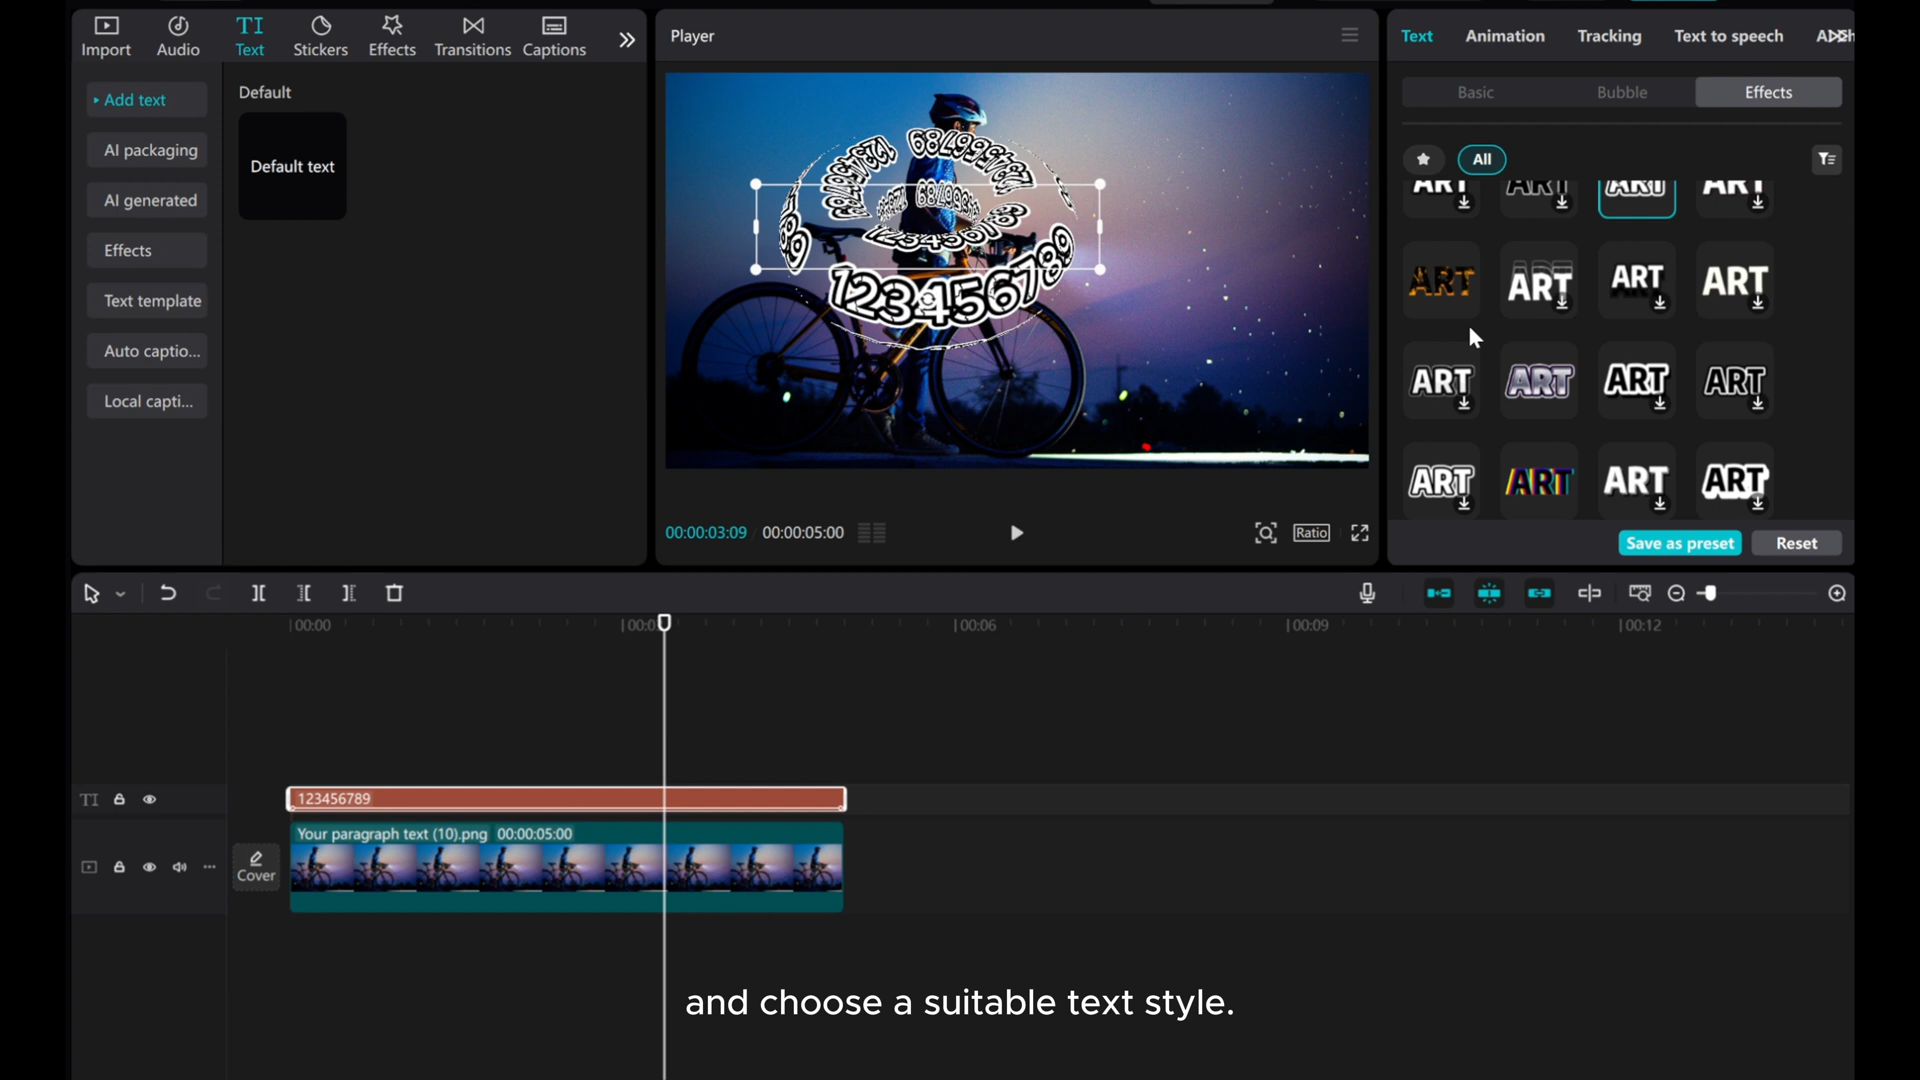 Import
Audio
TI
Text
Stickers
Effects
Transitions
Captions
Player
Text
Animation
Tracking
Text to speech
Add text
AI packaging
AI generated
Effects
Text template
Auto captio...
Local capti...
Default
Default text
Basic
Bubble
Effects
All
ART ART ART ART
ART ART ART ART
ART ART ART ART
ART ART ART ART
123456789
00:00:03:09
00:00:05:00
Ratio
Save as preset
Reset
00:00
00:06
00:09
00:12
TI
123456789
Your paragraph text (10).png 00:00:05:00
Cover
and choose a suitable text style.